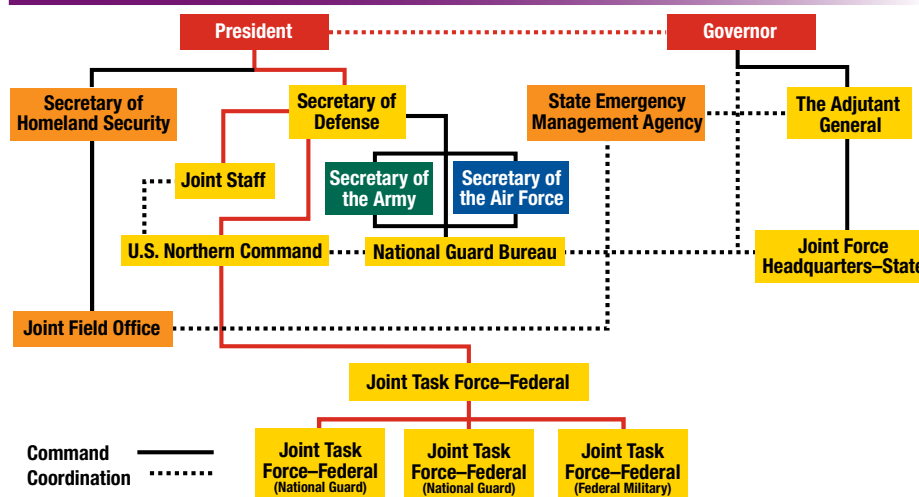 President
Governor
Secretary of
Homeland Security
Secretary of
Defense
State Emergency
Management Agency
The Adjutant
General
Joint Staff
Secretary of
the Army
Secretary of
the Air Force
U.S. Northern Command
National Guard Bureau
Joint Force
Headquarters–State
Joint Field Office
Joint Task Force–Federal
Joint Task
Force–Federal
(National Guard)
Joint Task
Force–Federal
(National Guard)
Joint Task
Force–Federal
(Federal Military)
Command
Coordination